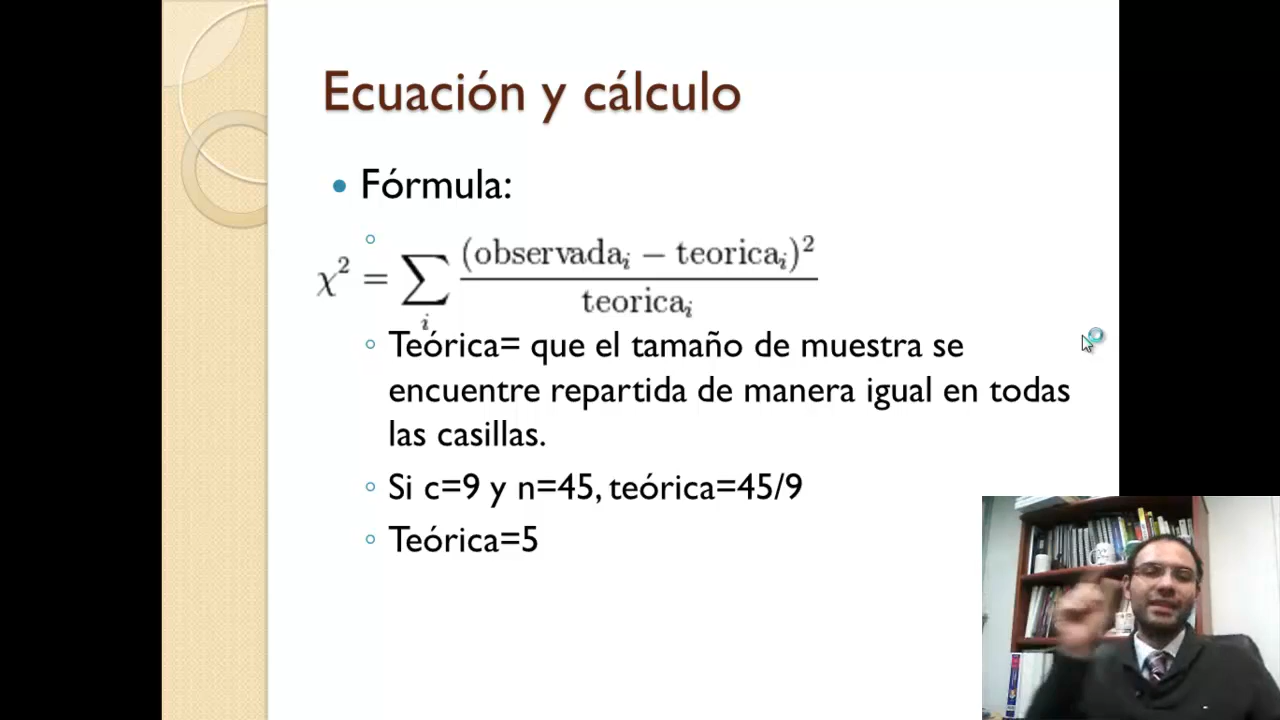 Ecuación y cálculo
Fórmula:
χ² = ∑ᵢ (observadaᵢ − teoricaᵢ)² / teoricaᵢ
Teórica= que el tamaño de muestra se
encuentre repartida de manera igual en todas
las casillas.
Si c=9 y n=45, teórica=45/9
Teórica=5